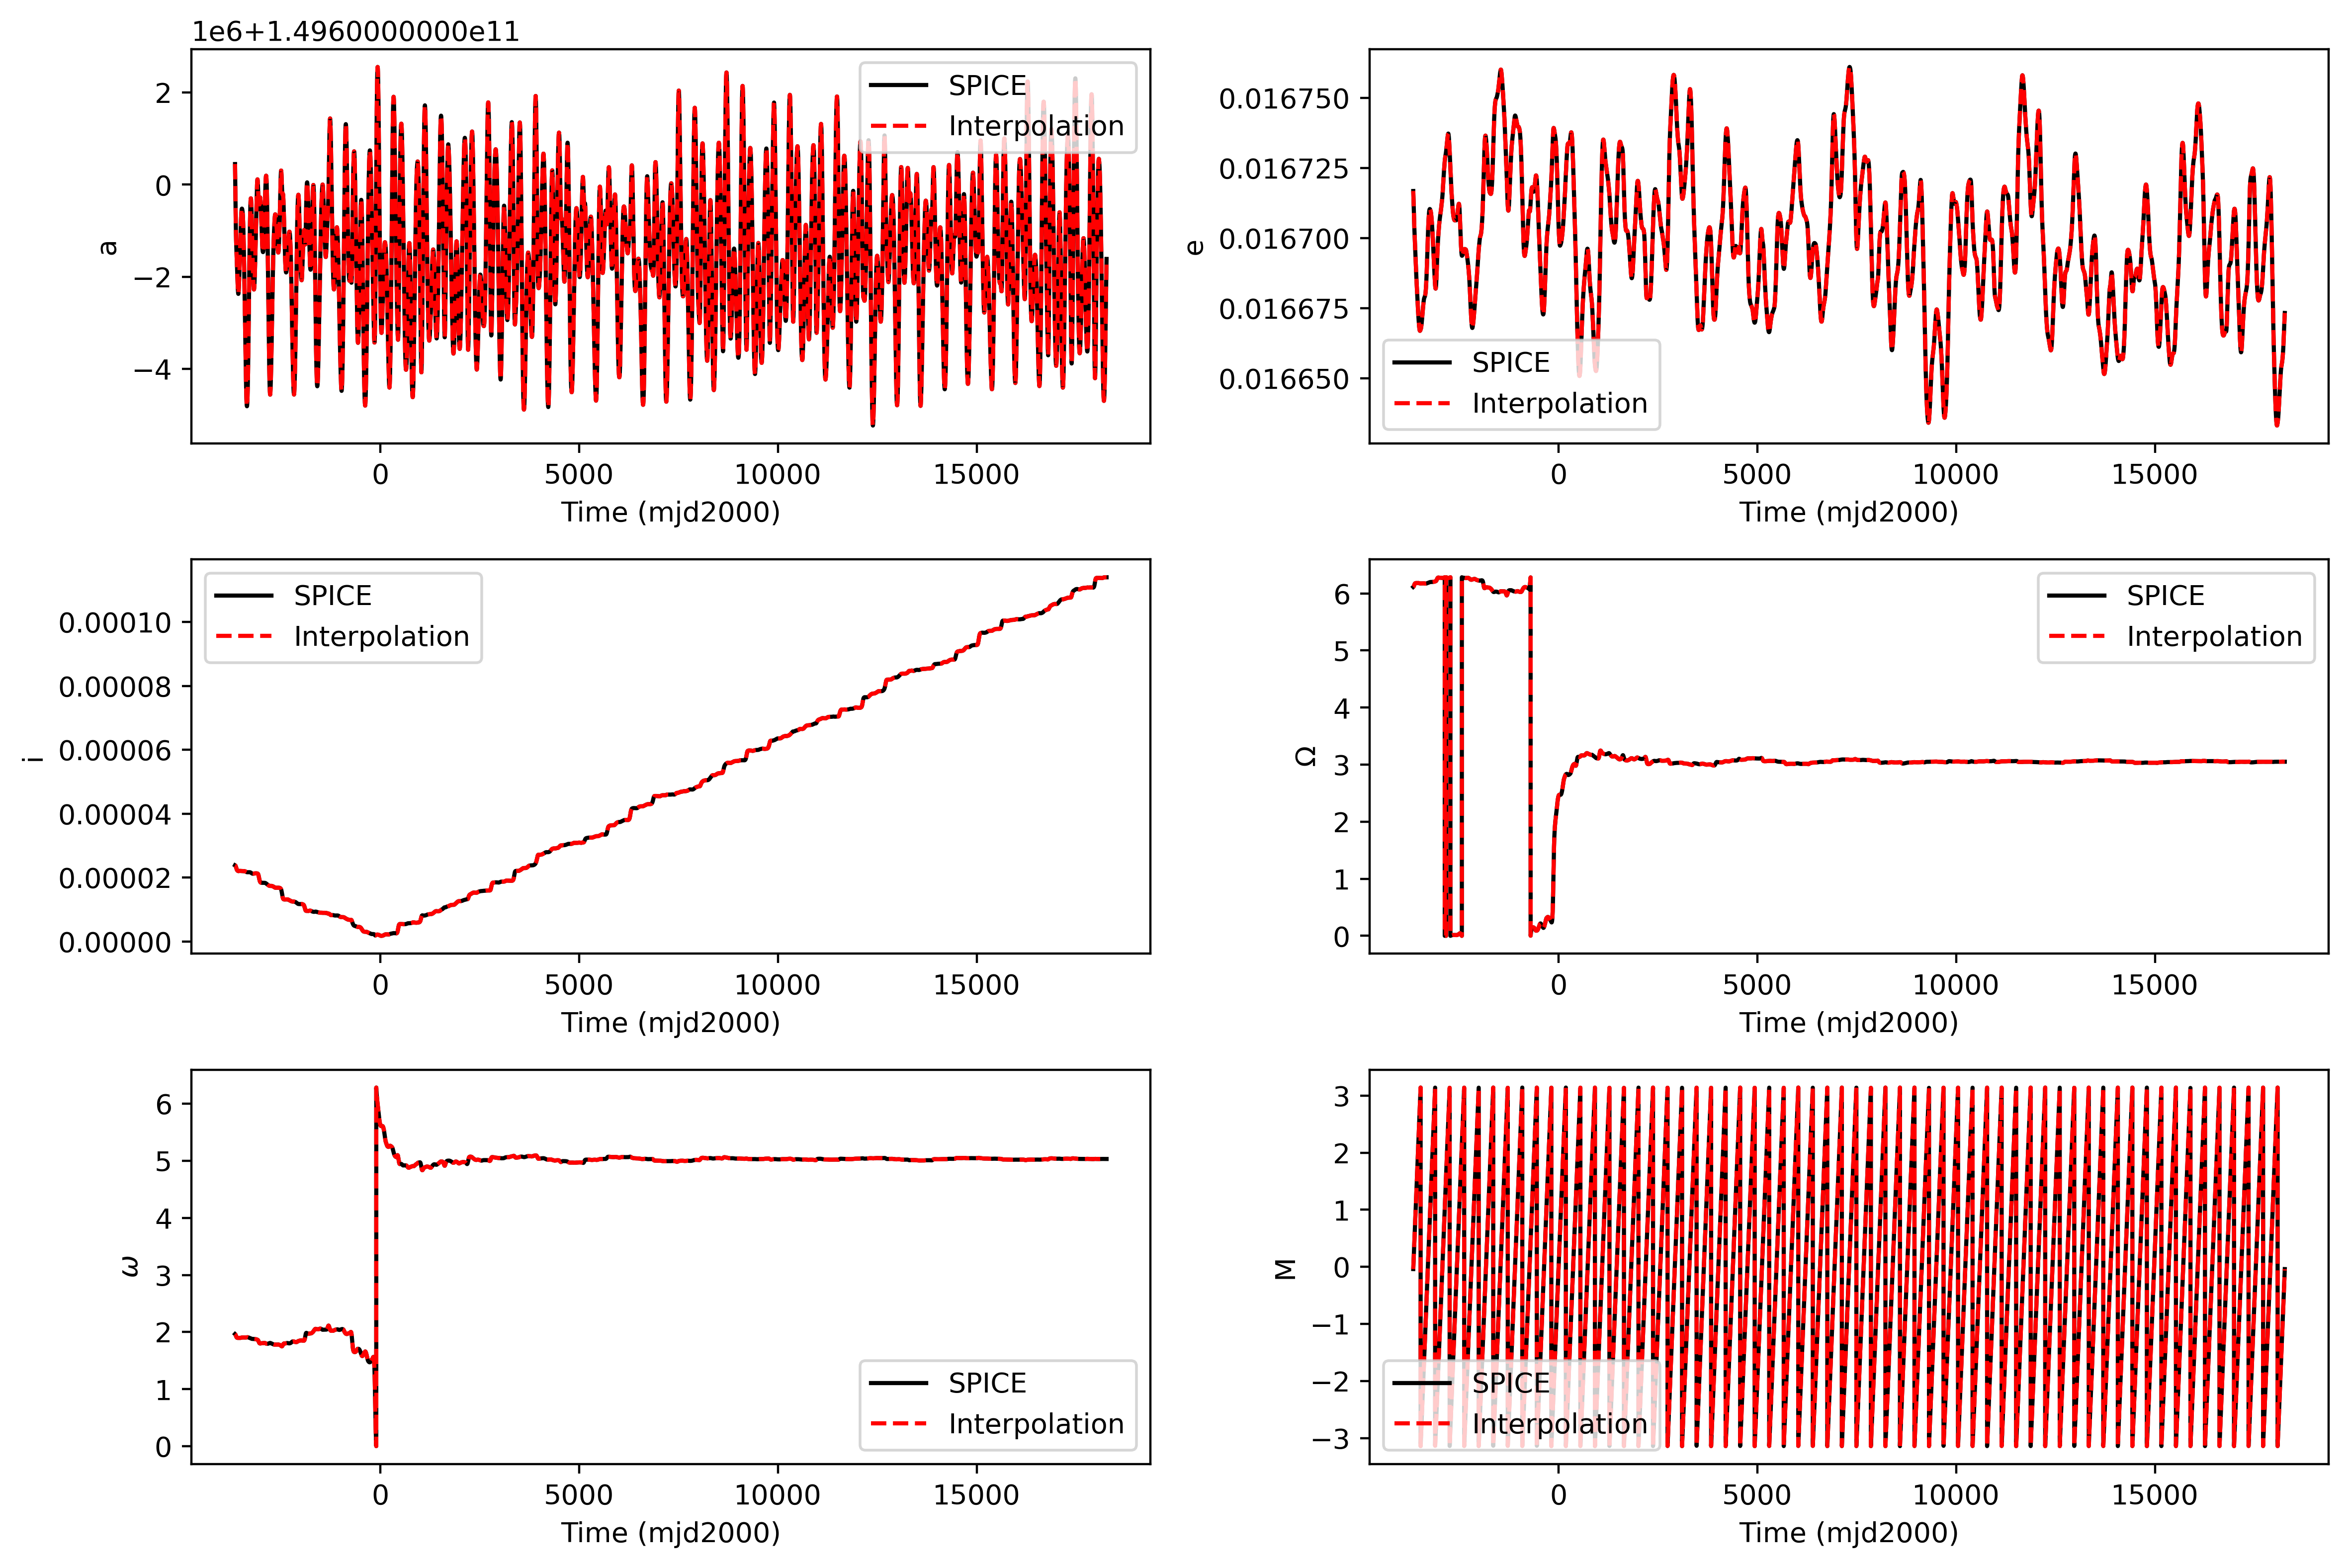 1e6+1.4960000000e11
2
0
−2
−4
a
SPICE
Interpolation
0
5000
10000
15000
Time (mjd2000)
0.016750
0.016725
0.016700
0.016675
0.016650
e
SPICE
Interpolation
0
5000
10000
15000
Time (mjd2000)
0.00010
0.00008
0.00006
0.00004
0.00002
0.00000
i
SPICE
Interpolation
0
5000
10000
15000
Time (mjd2000)
6
5
4
3
2
1
0
Ω
SPICE
Interpolation
0
5000
10000
15000
Time (mjd2000)
6
5
4
3
2
1
0
ω
SPICE
Interpolation
0
5000
10000
15000
Time (mjd2000)
3
2
1
0
−1
−2
−3
M
SPICE
Interpolation
0
5000
10000
15000
Time (mjd2000)